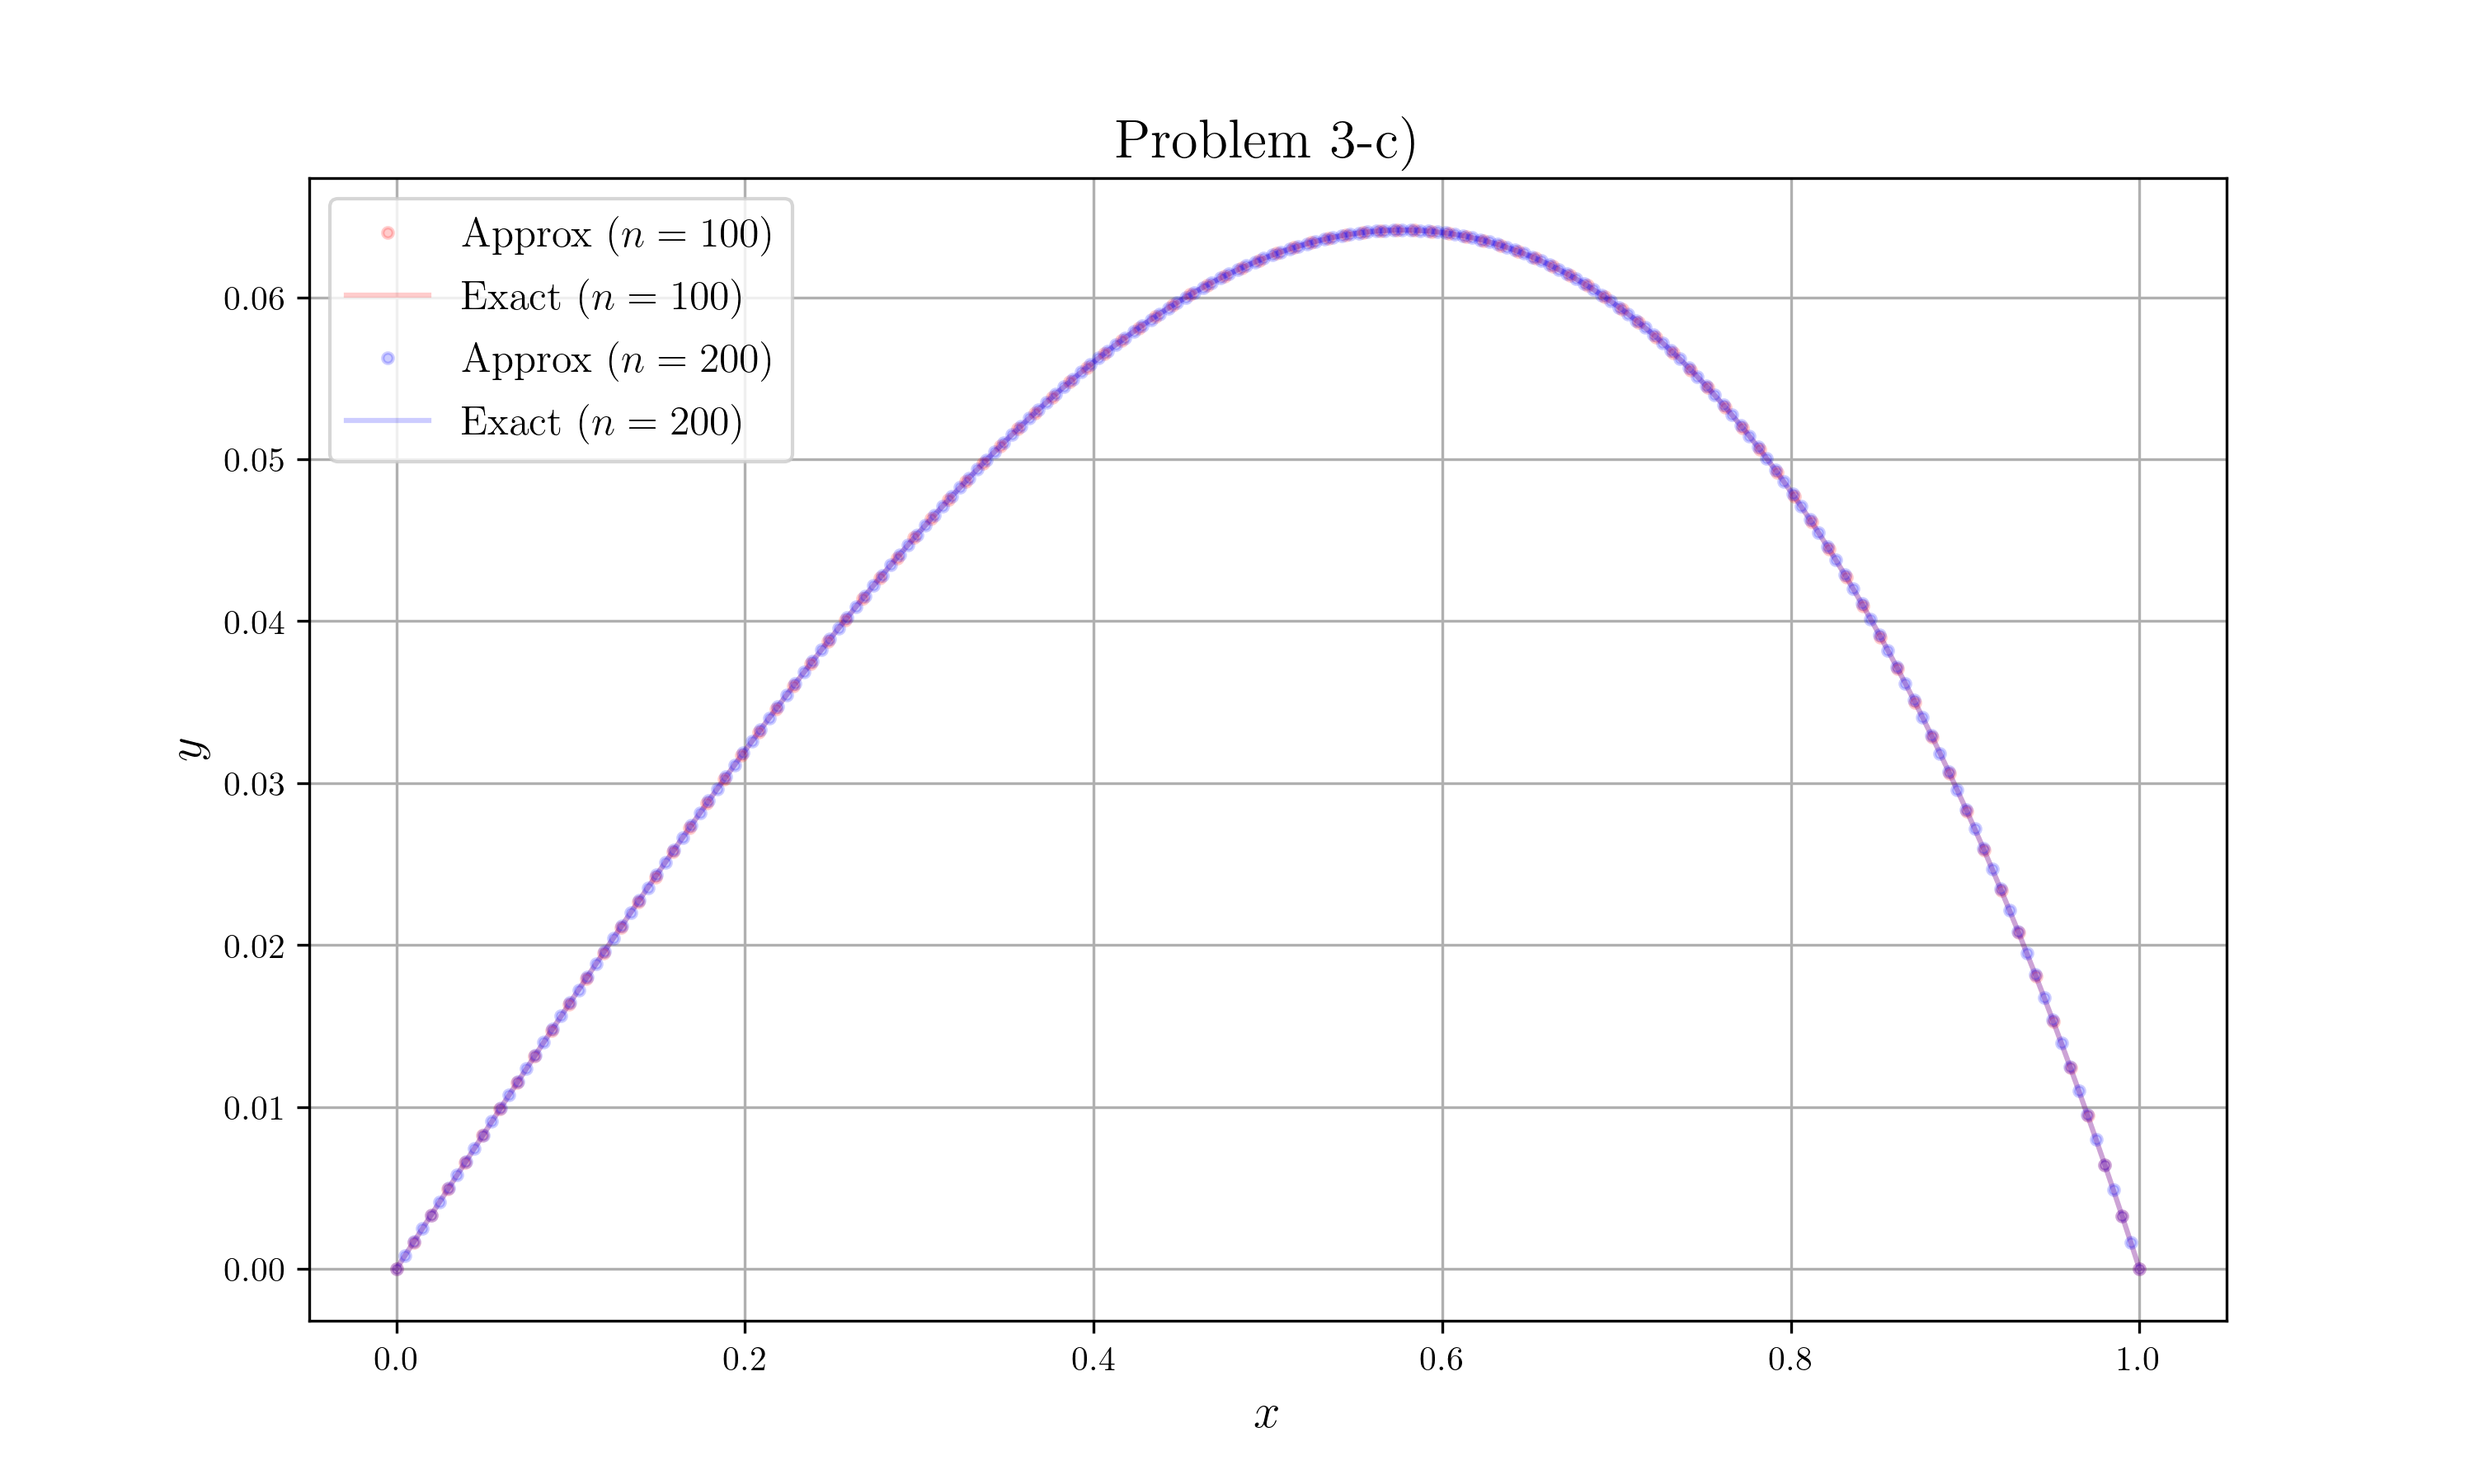 Problem 3-c)
Approx (n = 100)
Exact (n = 100)
Approx (n = 200)
Exact (n = 200)
0.06
0.05
0.04
0.03
0.02
0.01
0.00
y
0.0 0.2 0.4 0.6 0.8 1.0
x